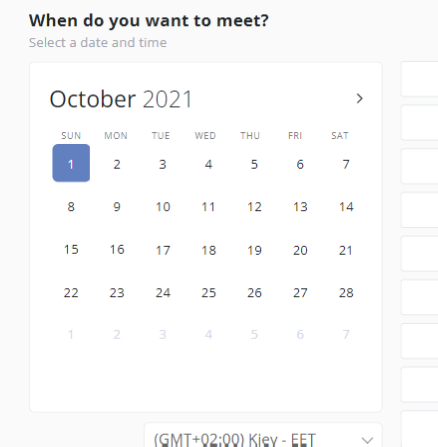 When do you want to meet?
Select a date and time
October 2021
SUN MON TUE WED THU FRI SAT
1 2 3 4 5 6 7
8 9 10 11 12 13 14
15 16 17 18 19 20 21
22 23 24 25 26 27 28
1 2 3 4 5 6 7
(GMT+02:00) Kiev - EET